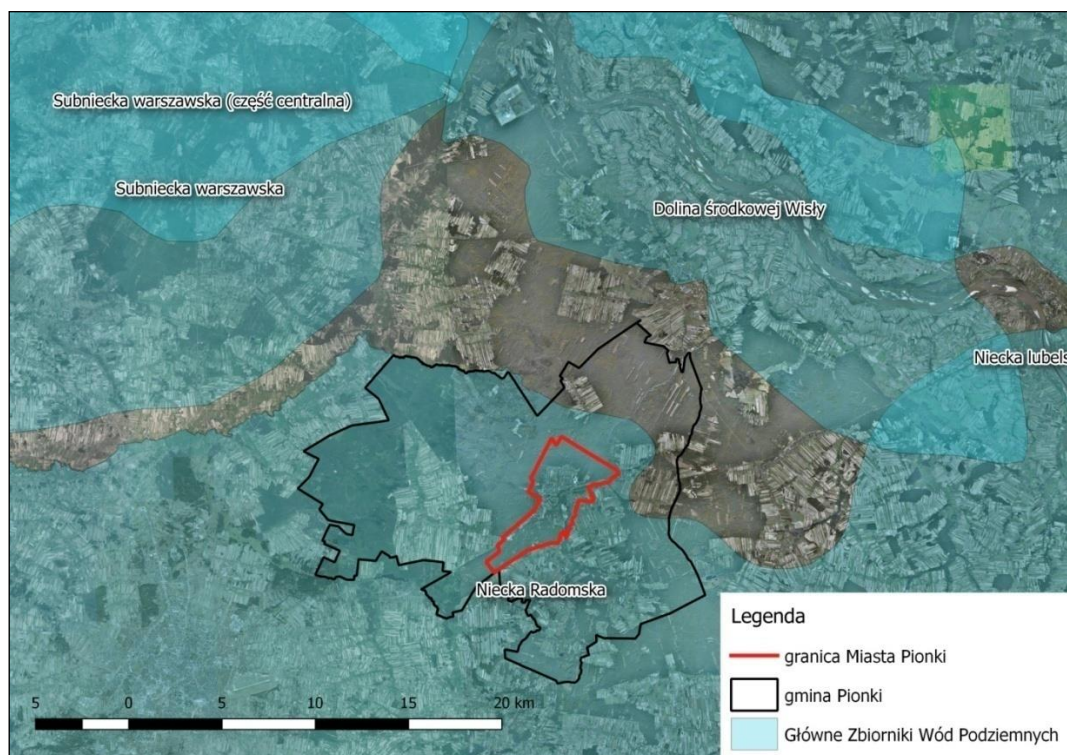 Subniecka warszawska (część centralna)
Subniecka warszawska
Dolina środkowej Wisły
Niecka lubels
Niecka Radomska
Legenda
granica Miasta Pionki
gmina Pionki
Główne Zbiorniki Wód Podziemnych
5 0 5 10 15 20 km